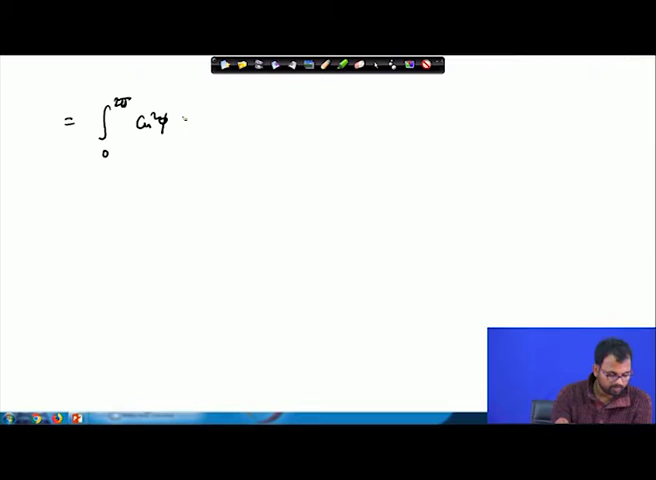 = ∫₀^{2π} cos²φ